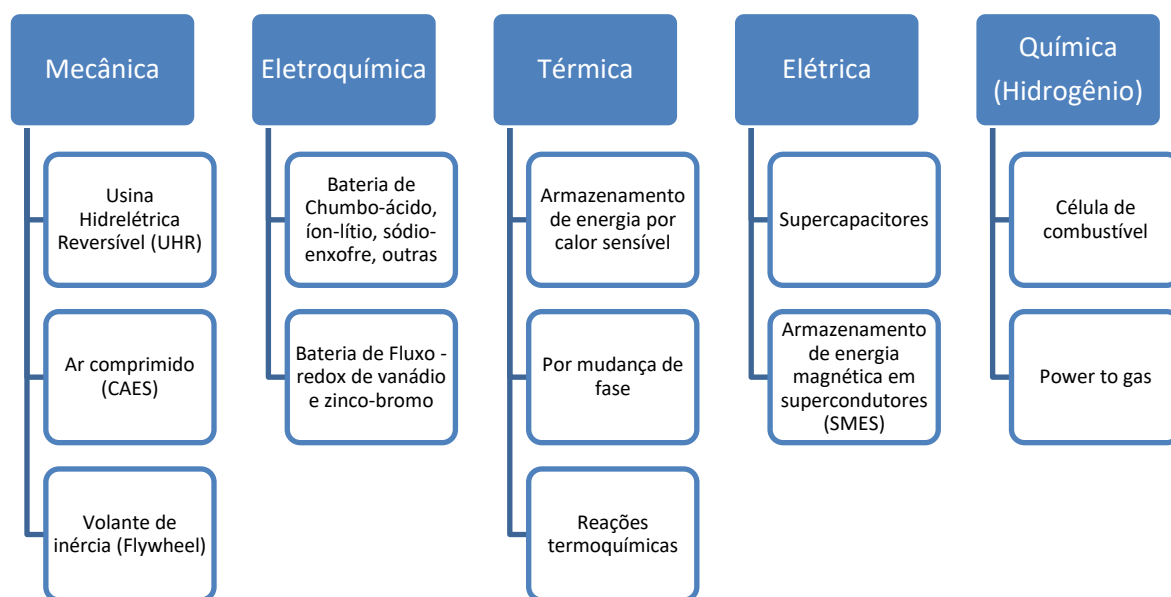 Mecânica
Usina
Hidrelétrica
Reversível (UHR)
Ar comprimido
(CAES)
Volante de
inércia (Flywheel)
Eletroquímica
Bateria de
Chumbo-ácido,
íon-lítio, sódio-
enxofre, outras
Bateria de Fluxo -
redox de vanádio
e zinco-bromo
Térmica
Armazenamento
de energia por
calor sensível
Por mudança de
fase
Reações
termoquímicas
Elétrica
Supercapacitores
Armazenamento
de energia
magnética em
supercondutores
(SMES)
Química
(Hidrogênio)
Célula de
combustível
Power to gas